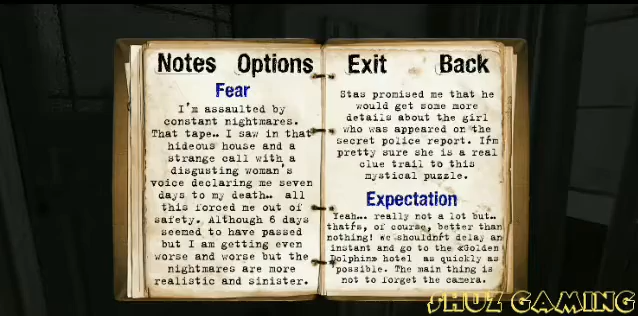 Notes Options Exit Back
Fear
I'm assaulted by
constant nightmares.
That tape.. I saw in that
hideous house and a
strange call with a
disgusting woman's
voice declaring me seven
days to my death.. all
this forced me out of
safety. Although 6 days
seemed to have passed
but I am getting even
worse and worse but the
nightmares are more
realistic and sinister.
Stas promised me that he
would get some more
details about the girl
who was appeared on the
secret police report. Iґm
pretty sure she is a real
clue trail to this
mystical puzzle.
Expectation
Yeah... really not a lot but..
thatґs, of course, better than
nothing! We shouldnґt delay an
instant and go to the «Golden
Dolphin» hotel as quickly as
possible. The main thing is
not to forget the camera.
SHUZ GAMING